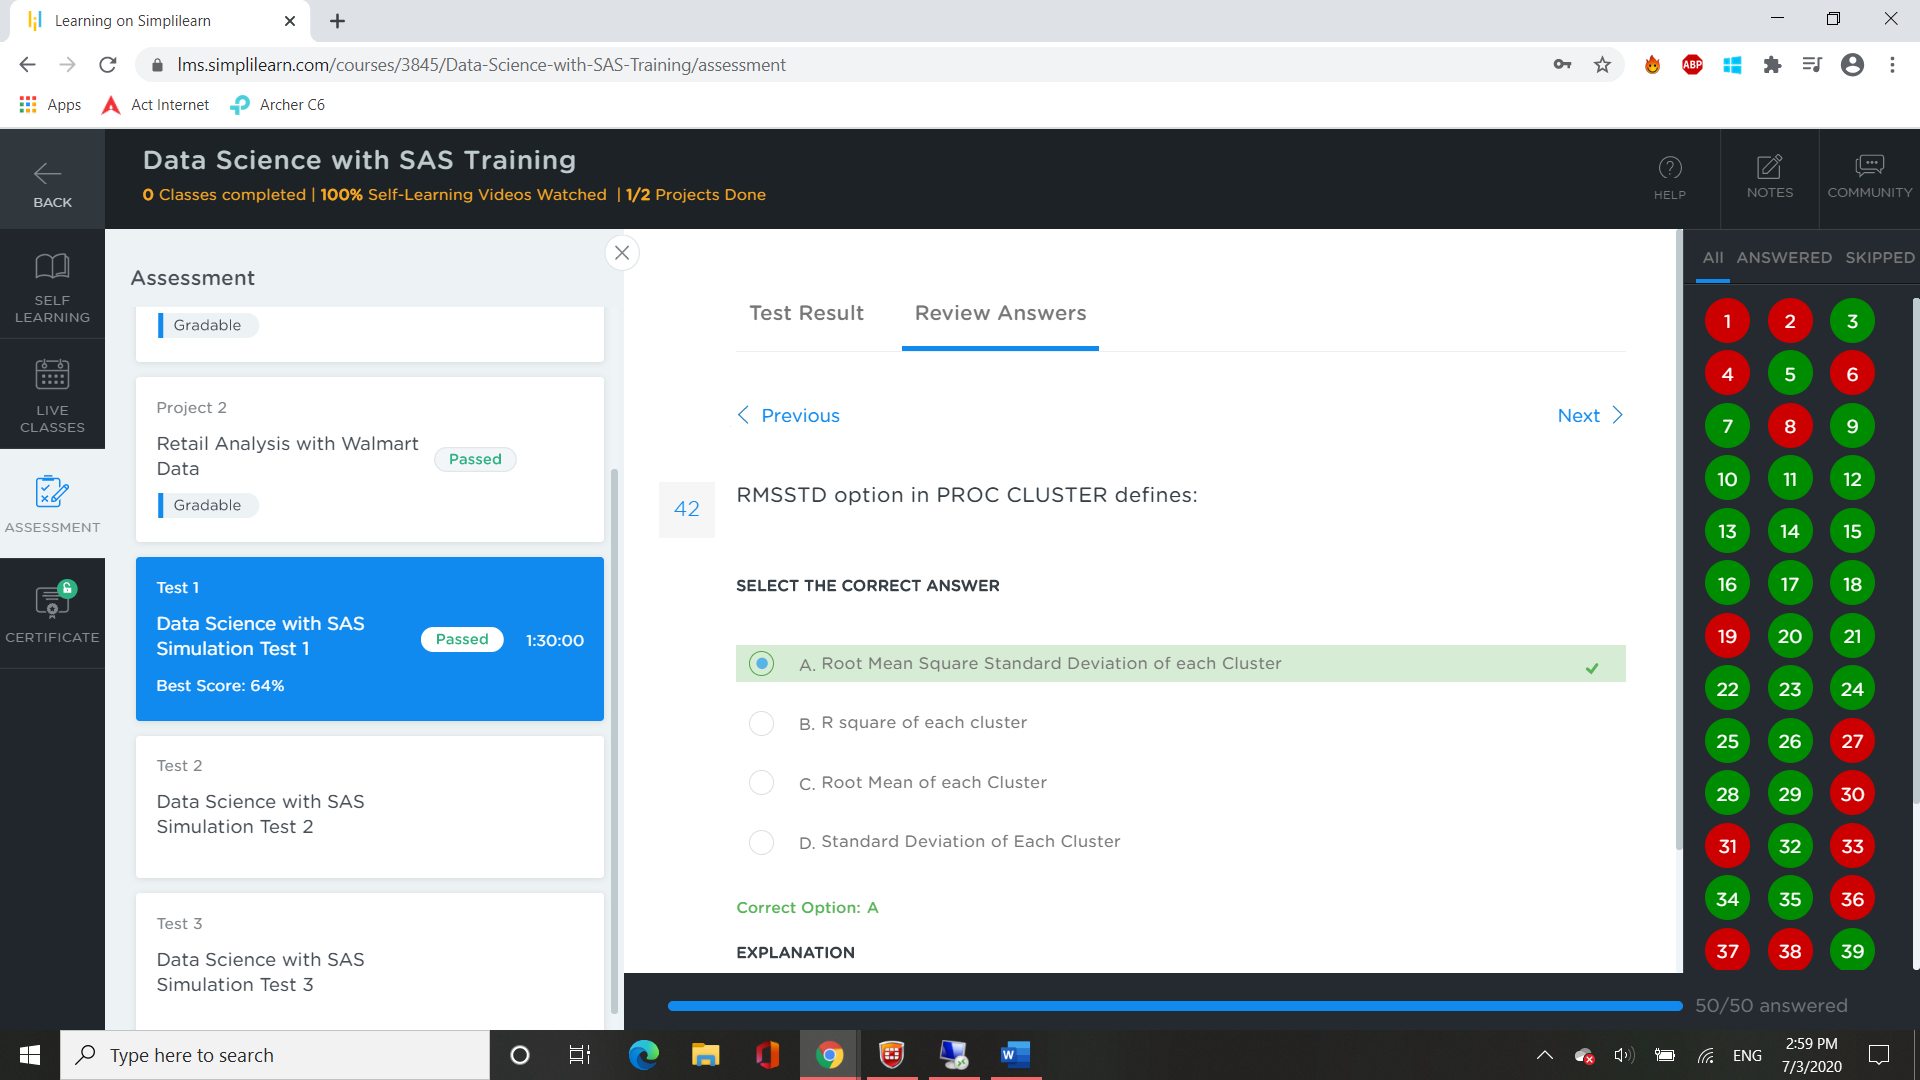 Learning on Simplilearn
lms.simplilearn.com/courses/3845/Data-Science-with-SAS-Training/assessment
ABP
Apps
Act Internet
Archer C6
BACK
Data Science with SAS Training
0 Classes completed | 100% Self-Learning Videos Watched | 1/2 Projects Done
HELP
NOTES
COMMUNITY
SELF
LEARNING
LIVE
CLASSES
ASSESSMENT
CERTIFICATE
Assessment
Gradable
Project 2
Retail Analysis with Walmart
Data
Passed
Gradable
Test 1
Data Science with SAS
Simulation Test 1
Passed
1:30:00
Best Score: 64%
Test 2
Data Science with SAS
Simulation Test 2
Test 3
Data Science with SAS
Simulation Test 3
Test Result
Review Answers
Previous
Next
42
RMSSTD option in PROC CLUSTER defines:
SELECT THE CORRECT ANSWER
A. Root Mean Square Standard Deviation of each Cluster
B. R square of each cluster
C. Root Mean of each Cluster
D. Standard Deviation of Each Cluster
Correct Option: A
EXPLANATION
All ANSWERED SKIPPED
1 2 3
4 5 6
7 8 9
10 11 12
13 14 15
16 17 18
19 20 21
22 23 24
25 26 27
28 29 30
31 32 33
34 35 36
37 38 39
50/50 answered
Type here to search
W
ENG
2:59 PM
7/3/2020